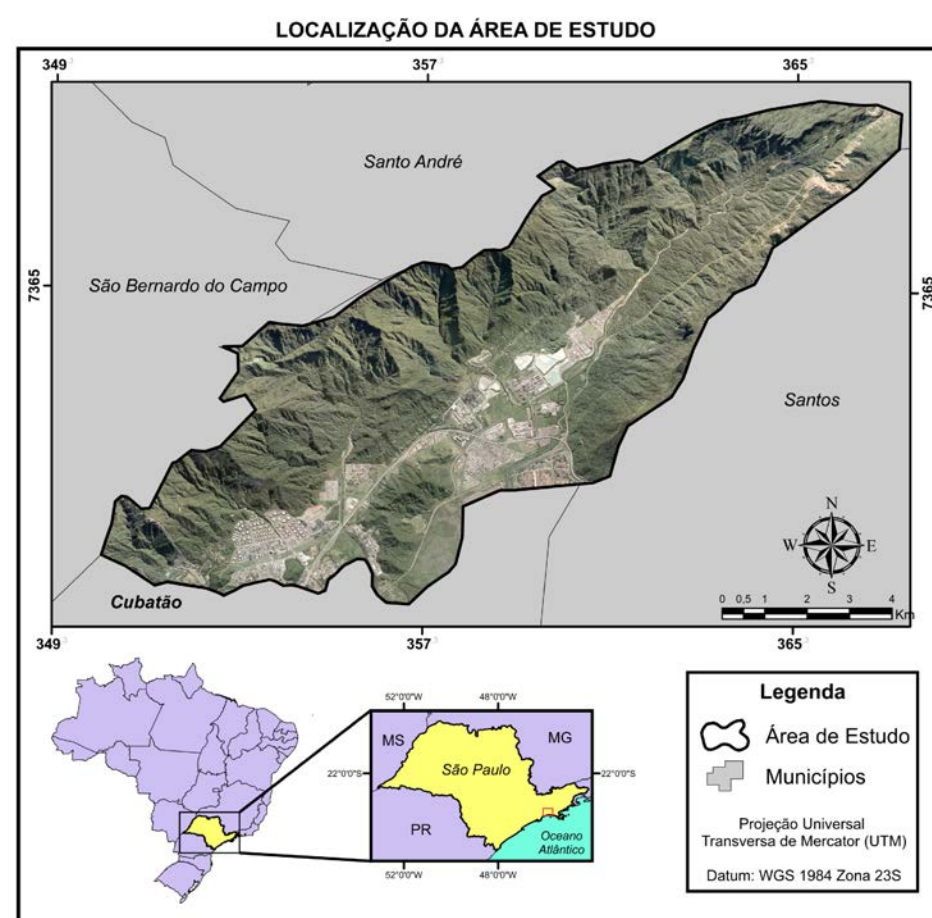 LOCALIZAÇÃO DA ÁREA DE ESTUDO
349
357
365
Santo André
São Bernardo do Campo
7365
7365
Santos
N
W
E
S
Cubatão
0 0,5 1 2 3 4
Km
349
357
365
52°0'0"W
48°0'0"W
MS
MG
22°0'0"S
São Paulo
22°0'0"S
PR
Oceano
Atlântico
52°0'0"W
48°0'0"W
Legenda
Área de Estudo
Municípios
Projeção Universal
Transversa de Mercator (UTM)
Datum: WGS 1984 Zona 23S